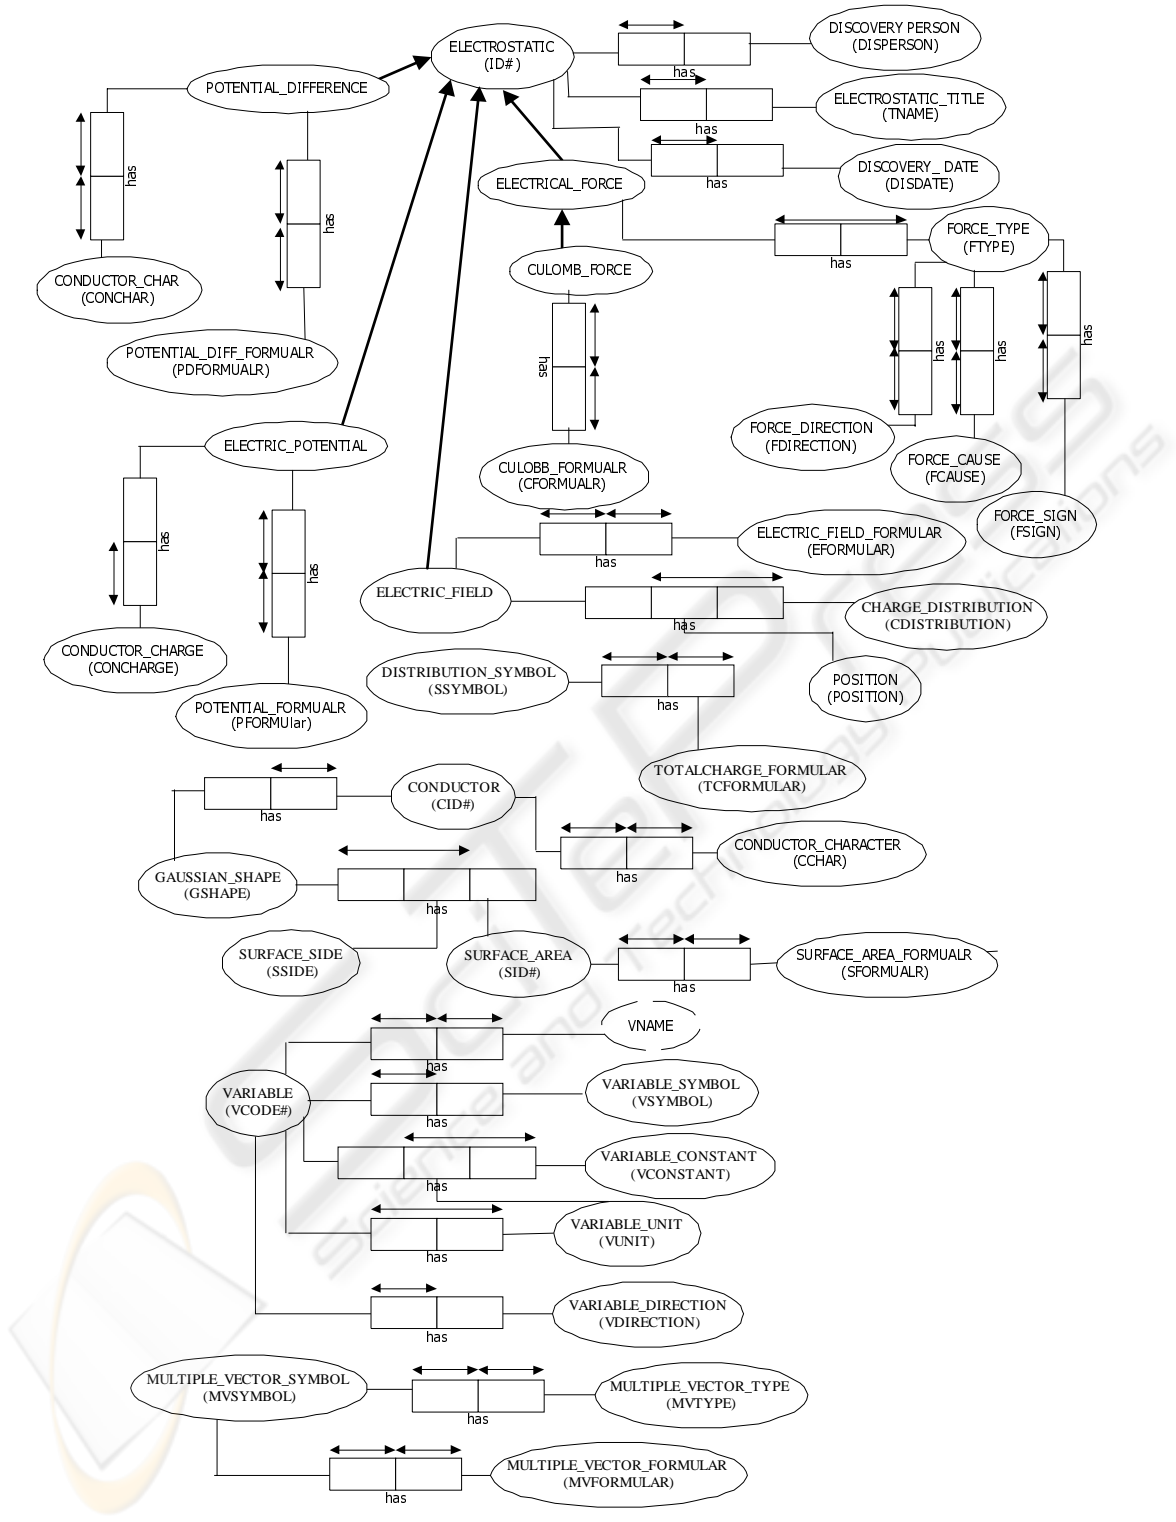 ELECTROSTATIC
(ID#)
has
DISCOVERY PERSON
(DISPERSON)
POTENTIAL_DIFFERENCE
has
ELECTROSTATIC_TITLE
(TNAME)
has
DISCOVERY_ DATE
(DISDATE)
ELECTRICAL_FORCE
has
has
has
FORCE_TYPE
(FTYPE)
CONDUCTOR_CHAR
(CONCHAR)
CULOMB_FORCE
POTENTIAL_DIFF_FORMUALR
(PDFORMUALR)
has
has
has
has
FORCE_DIRECTION
(FDIRECTION)
ELECTRIC_POTENTIAL
CULOBB_FORMUALR
(CFORMUALR)
FORCE_CAUSE
(FCAUSE)
FORCE_SIGN
(FSIGN)
has
has
has
ELECTRIC_FIELD_FORMULAR
(EFORMULAR)
ELECTRIC_FIELD
has
CHARGE_DISTRIBUTION
(CDISTRIBUTION)
CONDUCTOR_CHARGE
(CONCHARGE)
DISTRIBUTION_SYMBOL
(SSYMBOL)
has
POSITION
(POSITION)
POTENTIAL_FORMUALR
(PFORMUlar)
TOTALCHARGE_FORMULAR
(TCFORMULAR)
has
CONDUCTOR
(CID#)
has
CONDUCTOR_CHARACTER
(CCHAR)
GAUSSIAN_SHAPE
(GSHAPE)
has
SURFACE_SIDE
(SSIDE)
SURFACE_AREA
(SID#)
has
SURFACE_AREA_FORMUALR
(SFORMUALR)
has
VNAME
VARIABLE
(VCODE#)
has
VARIABLE_SYMBOL
(VSYMBOL)
has
VARIABLE_CONSTANT
(VCONSTANT)
has
VARIABLE_UNIT
(VUNIT)
has
VARIABLE_DIRECTION
(VDIRECTION)
MULTIPLE_VECTOR_SYMBOL
(MVSYMBOL)
has
MULTIPLE_VECTOR_TYPE
(MVTYPE)
has
MULTIPLE_VECTOR_FORMULAR
(MVFORMULAR)
SCITEPRESS
Science and Technology Publications